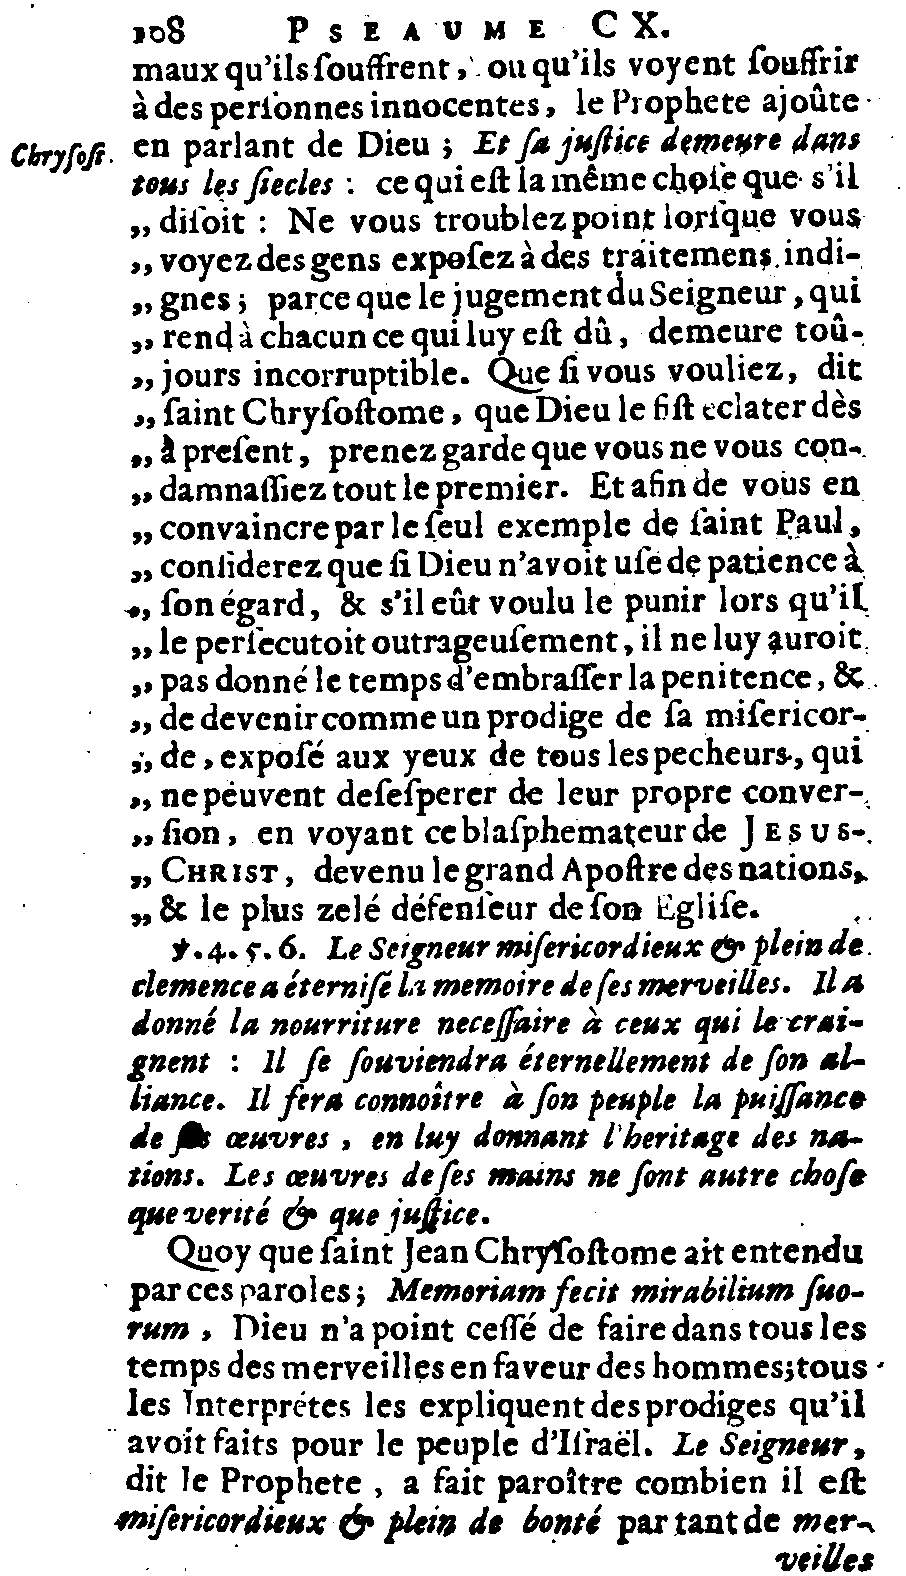 108 PSEAUME CX.
maux qu'ils ſouffrent, ou qu'ils voyent ſouffrir
à des perſonnes innocentes, le Prophete ajoûte
en parlant de Dieu ; Et ſa juſtice demeure dans
Chryſoſt.
tous les ſiecles : ce qui eſt la même choſe que s'il
„ diſoit : Ne vous troublez point lorſque vous
„ voyez des gens expoſez à des traitemens indi-
„ gnes ; parce que le jugement du Seigneur, qui
„ rend à chacun ce qui luy eſt dû, demeure toû-
„ jours incorruptible. Que ſi vous vouliez, dit
„ ſaint Chryſoſtome, que Dieu le fiſt eclater dès
„ à preſent, prenez garde que vous ne vous con-
„ damnaſſiez tout le premier. Et afin de vous en
„ convaincre par le ſeul exemple de ſaint Paul,
„ conſiderez que ſi Dieu n'avoit uſé de patience à
„ ſon égard, & s'il eût voulu le punir lors qu'il
„ le perſecutoit outrageuſement, il ne luy auroit
„ pas donné le temps d'embraſſer la penitence, &
„ de devenir comme un prodige de ſa miſericor-
„ de, expoſé aux yeux de tous les pecheurs, qui
„ ne peuvent deſeſperer de leur propre conver-
„ ſion, en voyant ce blaſphemateur de JESUS-
„ CHRIST, devenu le grand Apoſtre des nations,
„ & le plus zelé défenſeur de ſon Egliſe.
℣. 4. 5. 6. Le Seigneur miſericordieux & plein de
clemence a éterniſé la memoire de ſes merveilles. Il a
donné la nourriture neceſſaire à ceux qui le crai-
gnent : Il ſe ſouviendra éternellement de ſon al-
liance. Il fera connoître à ſon peuple la puiſſance
de ſes œuvres, en luy donnant l'heritage des na-
tions. Les œuvres de ſes mains ne ſont autre choſe
que verité & que juſtice.
Quoy que ſaint Jean Chryſoſtome ait entendu
par ces paroles ; Memoriam fecit mirabilium ſuo-
rum, Dieu n'a point ceſſé de faire dans tous les
temps des merveilles en faveur des hommes ; tous
les Interprétes les expliquent des prodiges qu'il
avoit faits pour le peuple d'Iſraël. Le Seigneur,
dit le Prophete, a fait paroître combien il eſt
miſericordieux & plein de bonté par tant de mer-
veilles